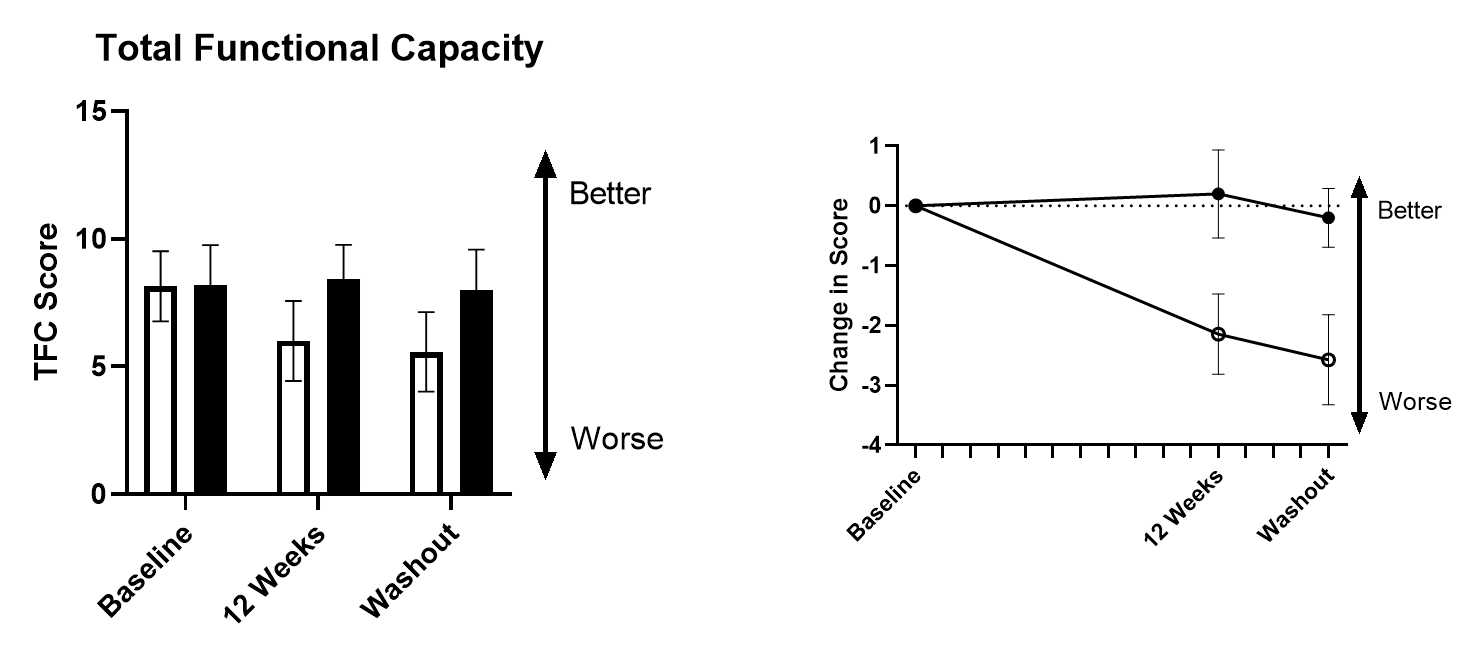 Total Functional Capacity
15
10
5
0
TFC Score
Better
Worse
Baseline
12 Weeks
Washout
1
0
-1
-2
-3
-4
Change in Score
Better
Worse
Baseline
12 Weeks
Washout